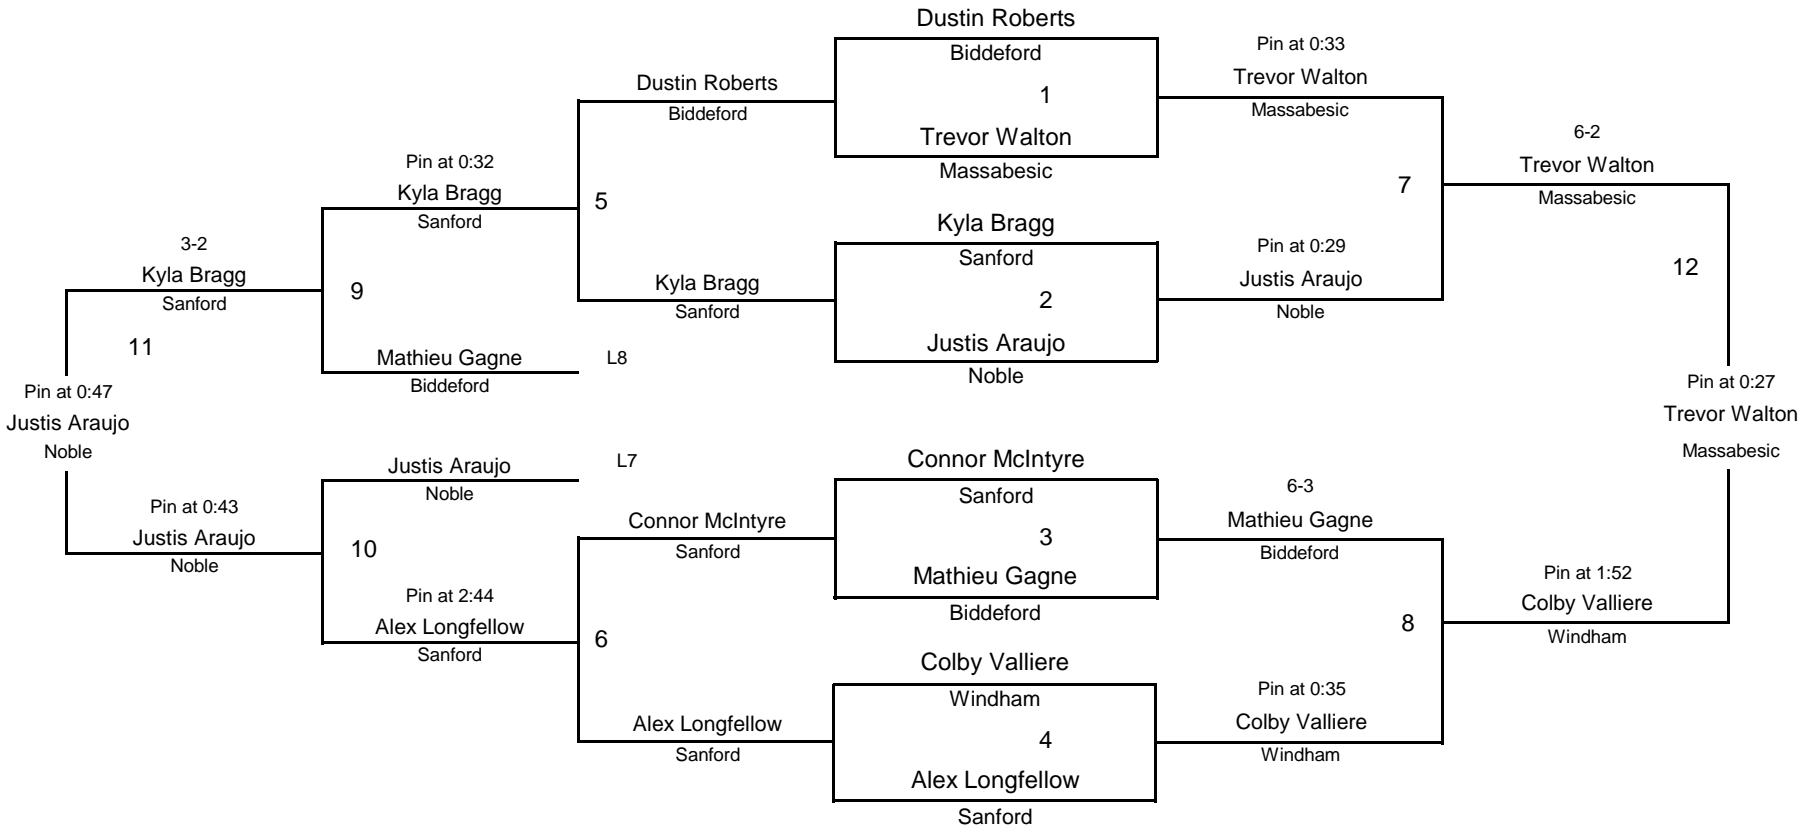 Dustin Roberts
Biddeford
1
Trevor Walton
Massabesic
Kyla Bragg
Sanford
2
Justis Araujo
Noble
Connor McIntyre
Sanford
3
Mathieu Gagne
Biddeford
Colby Valliere
Windham
4
Alex Longfellow
Sanford
Pin at 0:33
Trevor Walton
Massabesic
7
Pin at 0:29
Justis Araujo
Noble
6-3
Mathieu Gagne
Biddeford
8
Pin at 0:35
Colby Valliere
Windham
6-2
Trevor Walton
Massabesic
12
Pin at 1:52
Colby Valliere
Windham
Pin at 0:27
Trevor Walton
Massabesic
Dustin Roberts
Biddeford
5
Kyla Bragg
Sanford
Connor McIntyre
Sanford
6
Alex Longfellow
Sanford
Pin at 0:32
Kyla Bragg
Sanford
9
Mathieu Gagne
Biddeford
L8
Justis Araujo
Noble
L7
10
Pin at 2:44
Alex Longfellow
Sanford
3-2
Kyla Bragg
Sanford
11
Pin at 0:43
Justis Araujo
Noble
Pin at 0:47
Justis Araujo
Noble